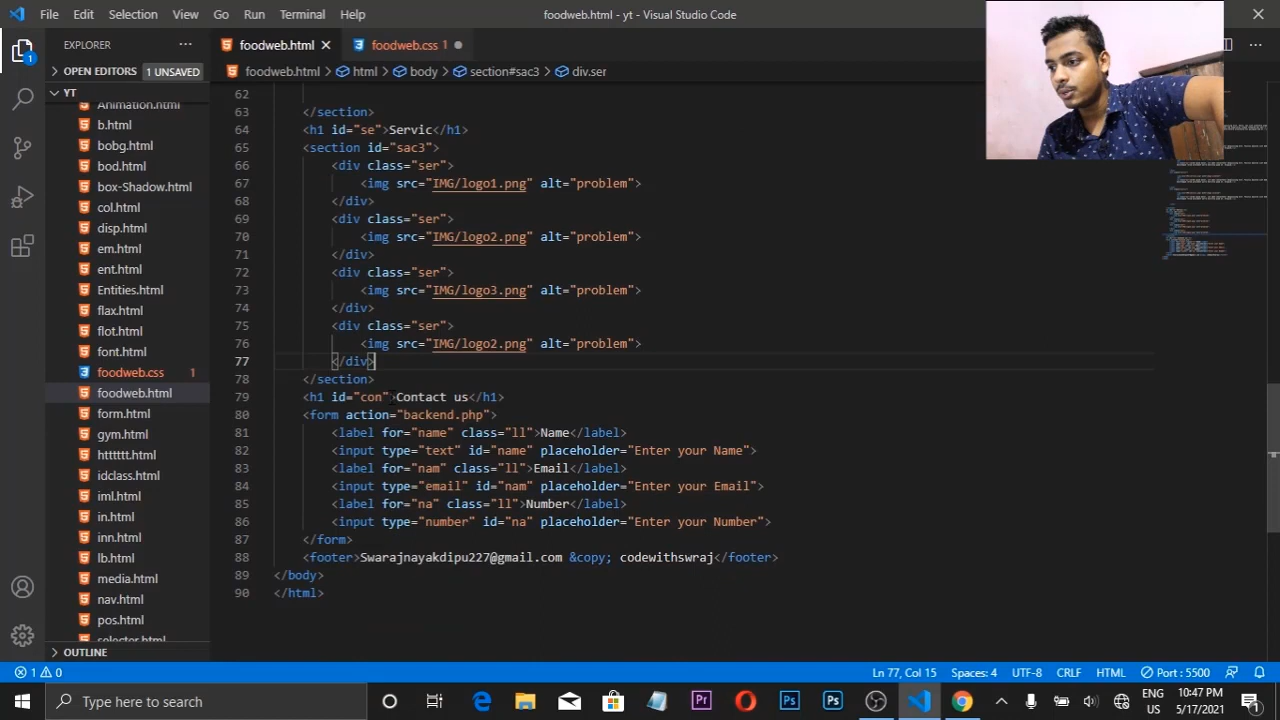 File Edit Selection View Go Run Terminal Help
foodweb.html - yt - Visual Studio Code
EXPLORER
foodweb.html
foodweb.css 1
OPEN EDITORS 1 UNSAVED
foodweb.html > html > body > section#sac3 > div.ser
YT
Animation.html
b.html
bobg.html
bod.html
box-Shadow.html
col.html
disp.html
em.html
ent.html
Entities.html
flax.html
flot.html
font.html
foodweb.css 1
foodweb.html
form.html
gym.html
httttttt.html
idclass.html
iml.html
in.html
inn.html
lb.html
media.html
nav.html
pos.html
selecter.html
OUTLINE
62
63 </section>
64 <h1 id="se">Servic</h1>
65 <section id="sac3">
66 <div class="ser">
67 <img src="IMG/logo1.png" alt="problem">
68 </div>
69 <div class="ser">
70 <img src="IMG/logo2.png" alt="problem">
71 </div>
72 <div class="ser">
73 <img src="IMG/logo3.png" alt="problem">
74 </div>
75 <div class="ser">
76 <img src="IMG/logo2.png" alt="problem">
77 </div>
78 </section>
79 <h1 id="con">Contact us</h1>
80 <form action="backend.php">
81 <label for="name" class="ll">Name</label>
82 <input type="text" id="name" placeholder="Enter your Name">
83 <label for="nam" class="ll">Email</label>
84 <input type="email" id="nam" placeholder="Enter your Email">
85 <label for="na" class="ll">Number</label>
86 <input type="number" id="na" placeholder="Enter your Number">
87 </form>
88 <footer>Swarajnayakdipu227@gmail.com &copy; codewithswraj</footer>
89 </body>
90 </html>
1 0
Ln 77, Col 15 Spaces: 4 UTF-8 CRLF HTML Port : 5500
Type here to search
ENG US
10:47 PM
5/17/2021